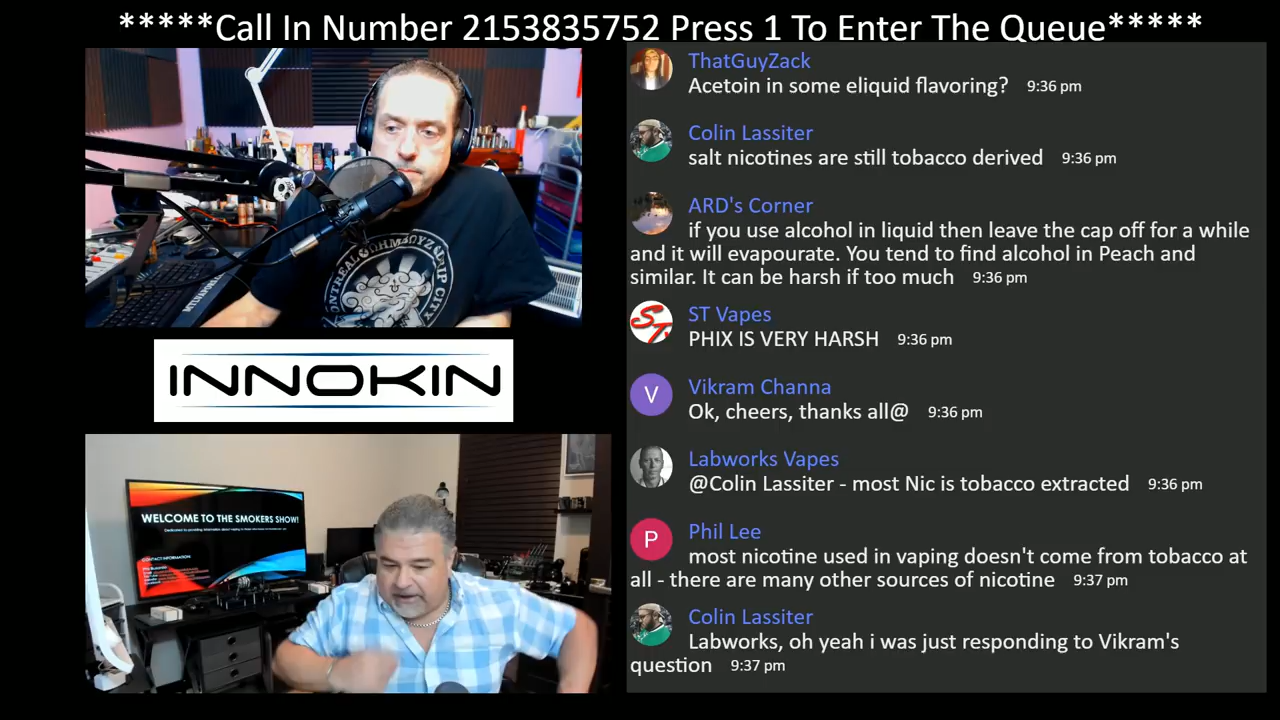 *****Call In Number 2153835752 Press 1 To Enter The Queue*****
ThatGuyZack
Acetoin in some eliquid flavoring? 9:36 pm
Colin Lassiter
salt nicotines are still tobacco derived 9:36 pm
ARD's Corner
if you use alcohol in liquid then leave the cap off for a while
and it will evapourate. You tend to find alcohol in Peach and
similar. It can be harsh if too much 9:36 pm
ST Vapes
PHIX IS VERY HARSH 9:36 pm
V
Vikram Channa
Ok, cheers, thanks all@ 9:36 pm
Labworks Vapes
@Colin Lassiter - most Nic is tobacco extracted 9:36 pm
P
Phil Lee
most nicotine used in vaping doesn't come from tobacco at
all - there are many other sources of nicotine 9:37 pm
Colin Lassiter
Labworks, oh yeah i was just responding to Vikram's
question 9:37 pm
INNOKIN
WELCOME TO THE SMOKERS SHOW!
CONTACT INFORMATION